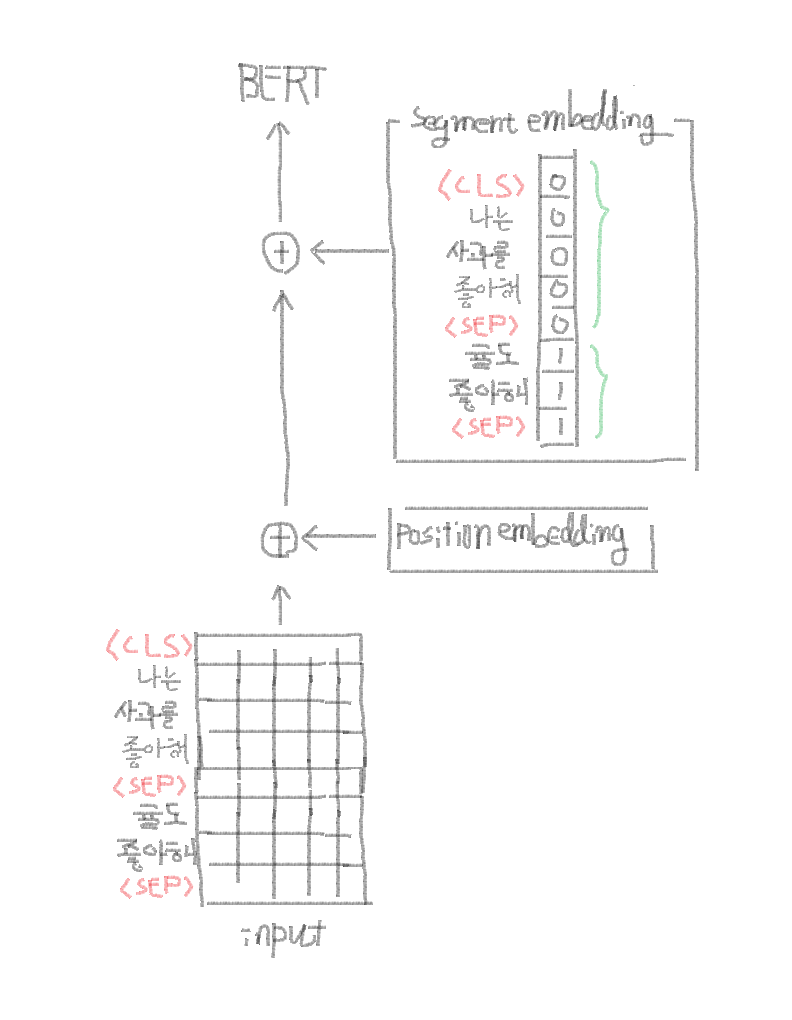 BERT
Segment embedding
<CLS> 0
나는 0
사과를 0
좋아해 0
<SEP> 0
귤도 1
좋아해 1
<SEP> 1
+
Position embedding
+
<CLS>
나는
사과를
좋아해
<SEP>
귤도
좋아해
<SEP>
input